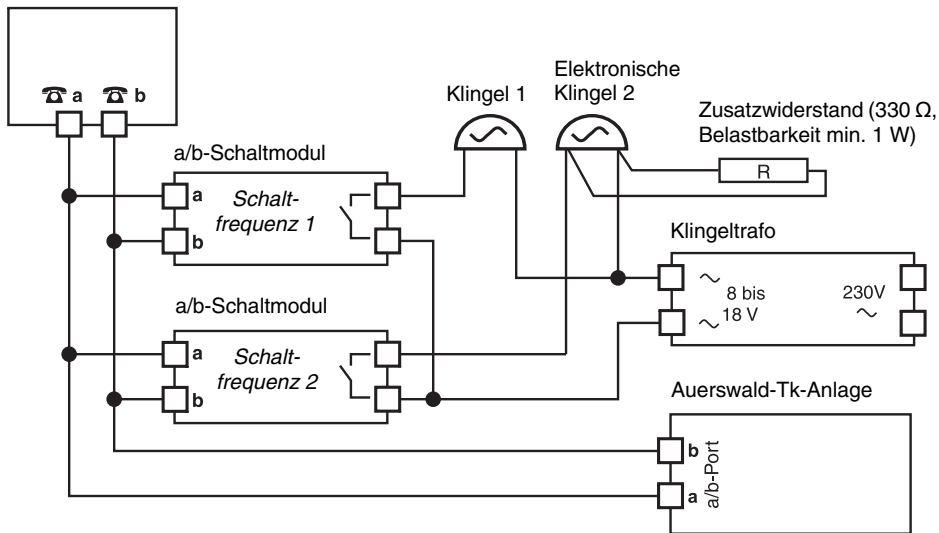 a b
Klingel 1
Elektronische
Klingel 2
Zusatzwiderstand (330 Ω,
Belastbarkeit min. 1 W)
R
a/b-Schaltmodul
a
b
Schalt-
frequenz 1
Klingeltrafo
8 bis
18 V
230V
a/b-Schaltmodul
a
b
Schalt-
frequenz 2
Auerswald-Tk-Anlage
b
a
a/b-Port